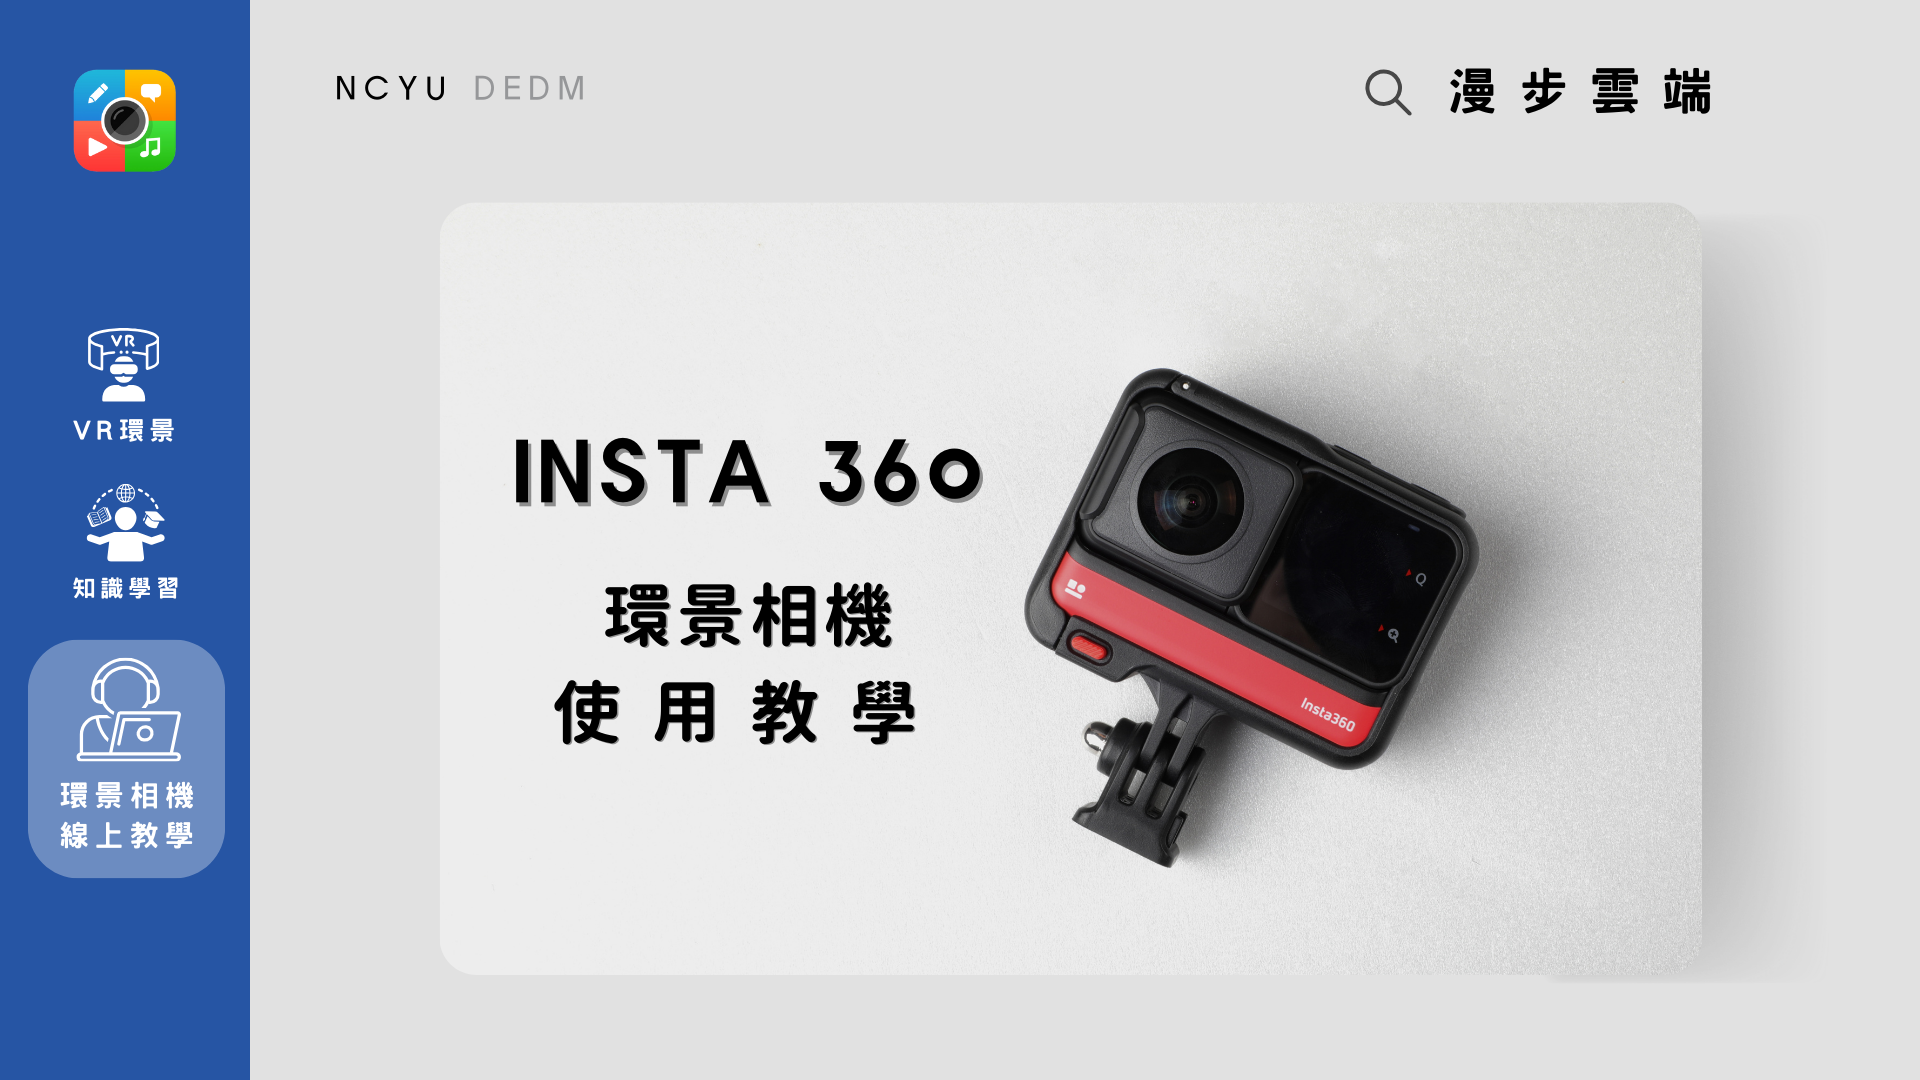 NCYU DEDM
漫步雲端
VR
VR環景
知識學習
環景相機
線上教學
INSTA 360
環景相機
使用教學
Q
Insta360